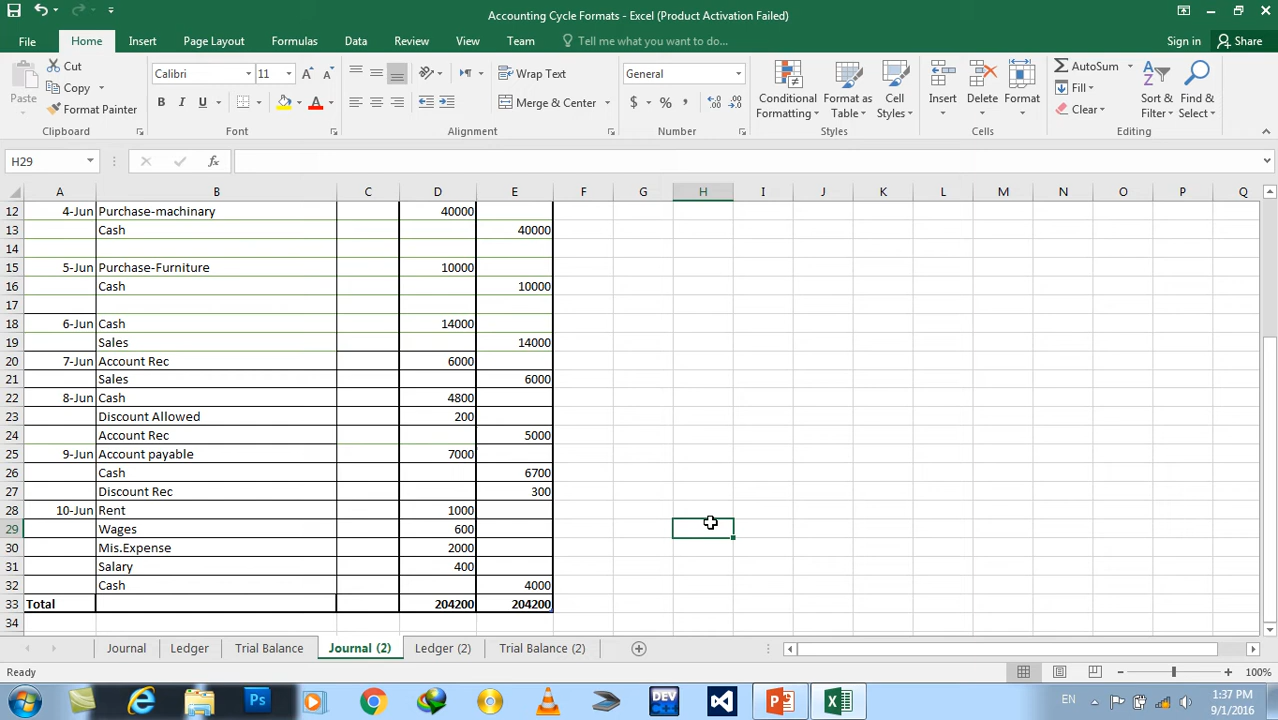 Accounting Cycle Formats - Excel (Product Activation Failed)
File Home Insert Page Layout Formulas Data Review View Team Tell me what you want to do... Sign in Share
Paste Cut Copy Format Painter Clipboard
Calibri 11 B I U A Font
Wrap Text Merge & Center Alignment
General $ % , Number
Conditional Formatting Format as Table Cell Styles Styles
Insert Delete Format Cells
AutoSum Fill Clear Sort & Filter Find & Select Editing
H29 fx
A B C D E F G H I J K L M N O P Q
12 4-Jun Purchase-machinary 40000
13 Cash 40000
14
15 5-Jun Purchase-Furniture 10000
16 Cash 10000
17
18 6-Jun Cash 14000
19 Sales 14000
20 7-Jun Account Rec 6000
21 Sales 6000
22 8-Jun Cash 4800
23 Discount Allowed 200
24 Account Rec 5000
25 9-Jun Account payable 7000
26 Cash 6700
27 Discount Rec 300
28 10-Jun Rent 1000
29 Wages 600
30 Mis.Expense 2000
31 Salary 400
32 Cash 4000
33 Total 204200 204200
34
Journal Ledger Trial Balance Journal (2) Ledger (2) Trial Balance (2)
Ready 100%
Ps DEV C++ P X EN 1:37 PM
9/1/2016